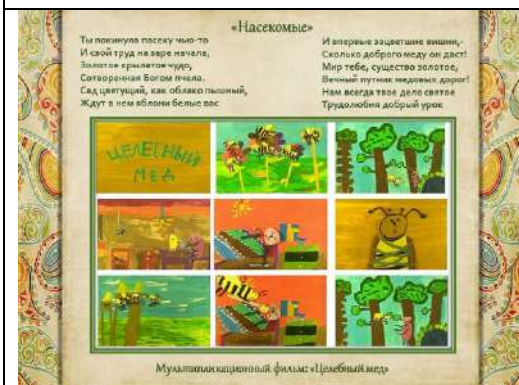 «Насекомые»
Ты покинула пасеку чью-то
И свой труд на заре начала,
Золотое крылатое чудо,
Сотворенная Богом пчела.
Сад цветущий, как облако пышный,
Ждут в нем яблони белые вас
И впервые зацветшие вишни,-
Сколько доброго меду он даст!
Мир тебе, существо золотое,
Вечный путник медовых дорог!
Нам всегда твое дело святое
Трудолюбия добрый урок
ЦЕЛЕБНЫЙ
МЕД
Мультипликационный фильм: «Целебный мед»